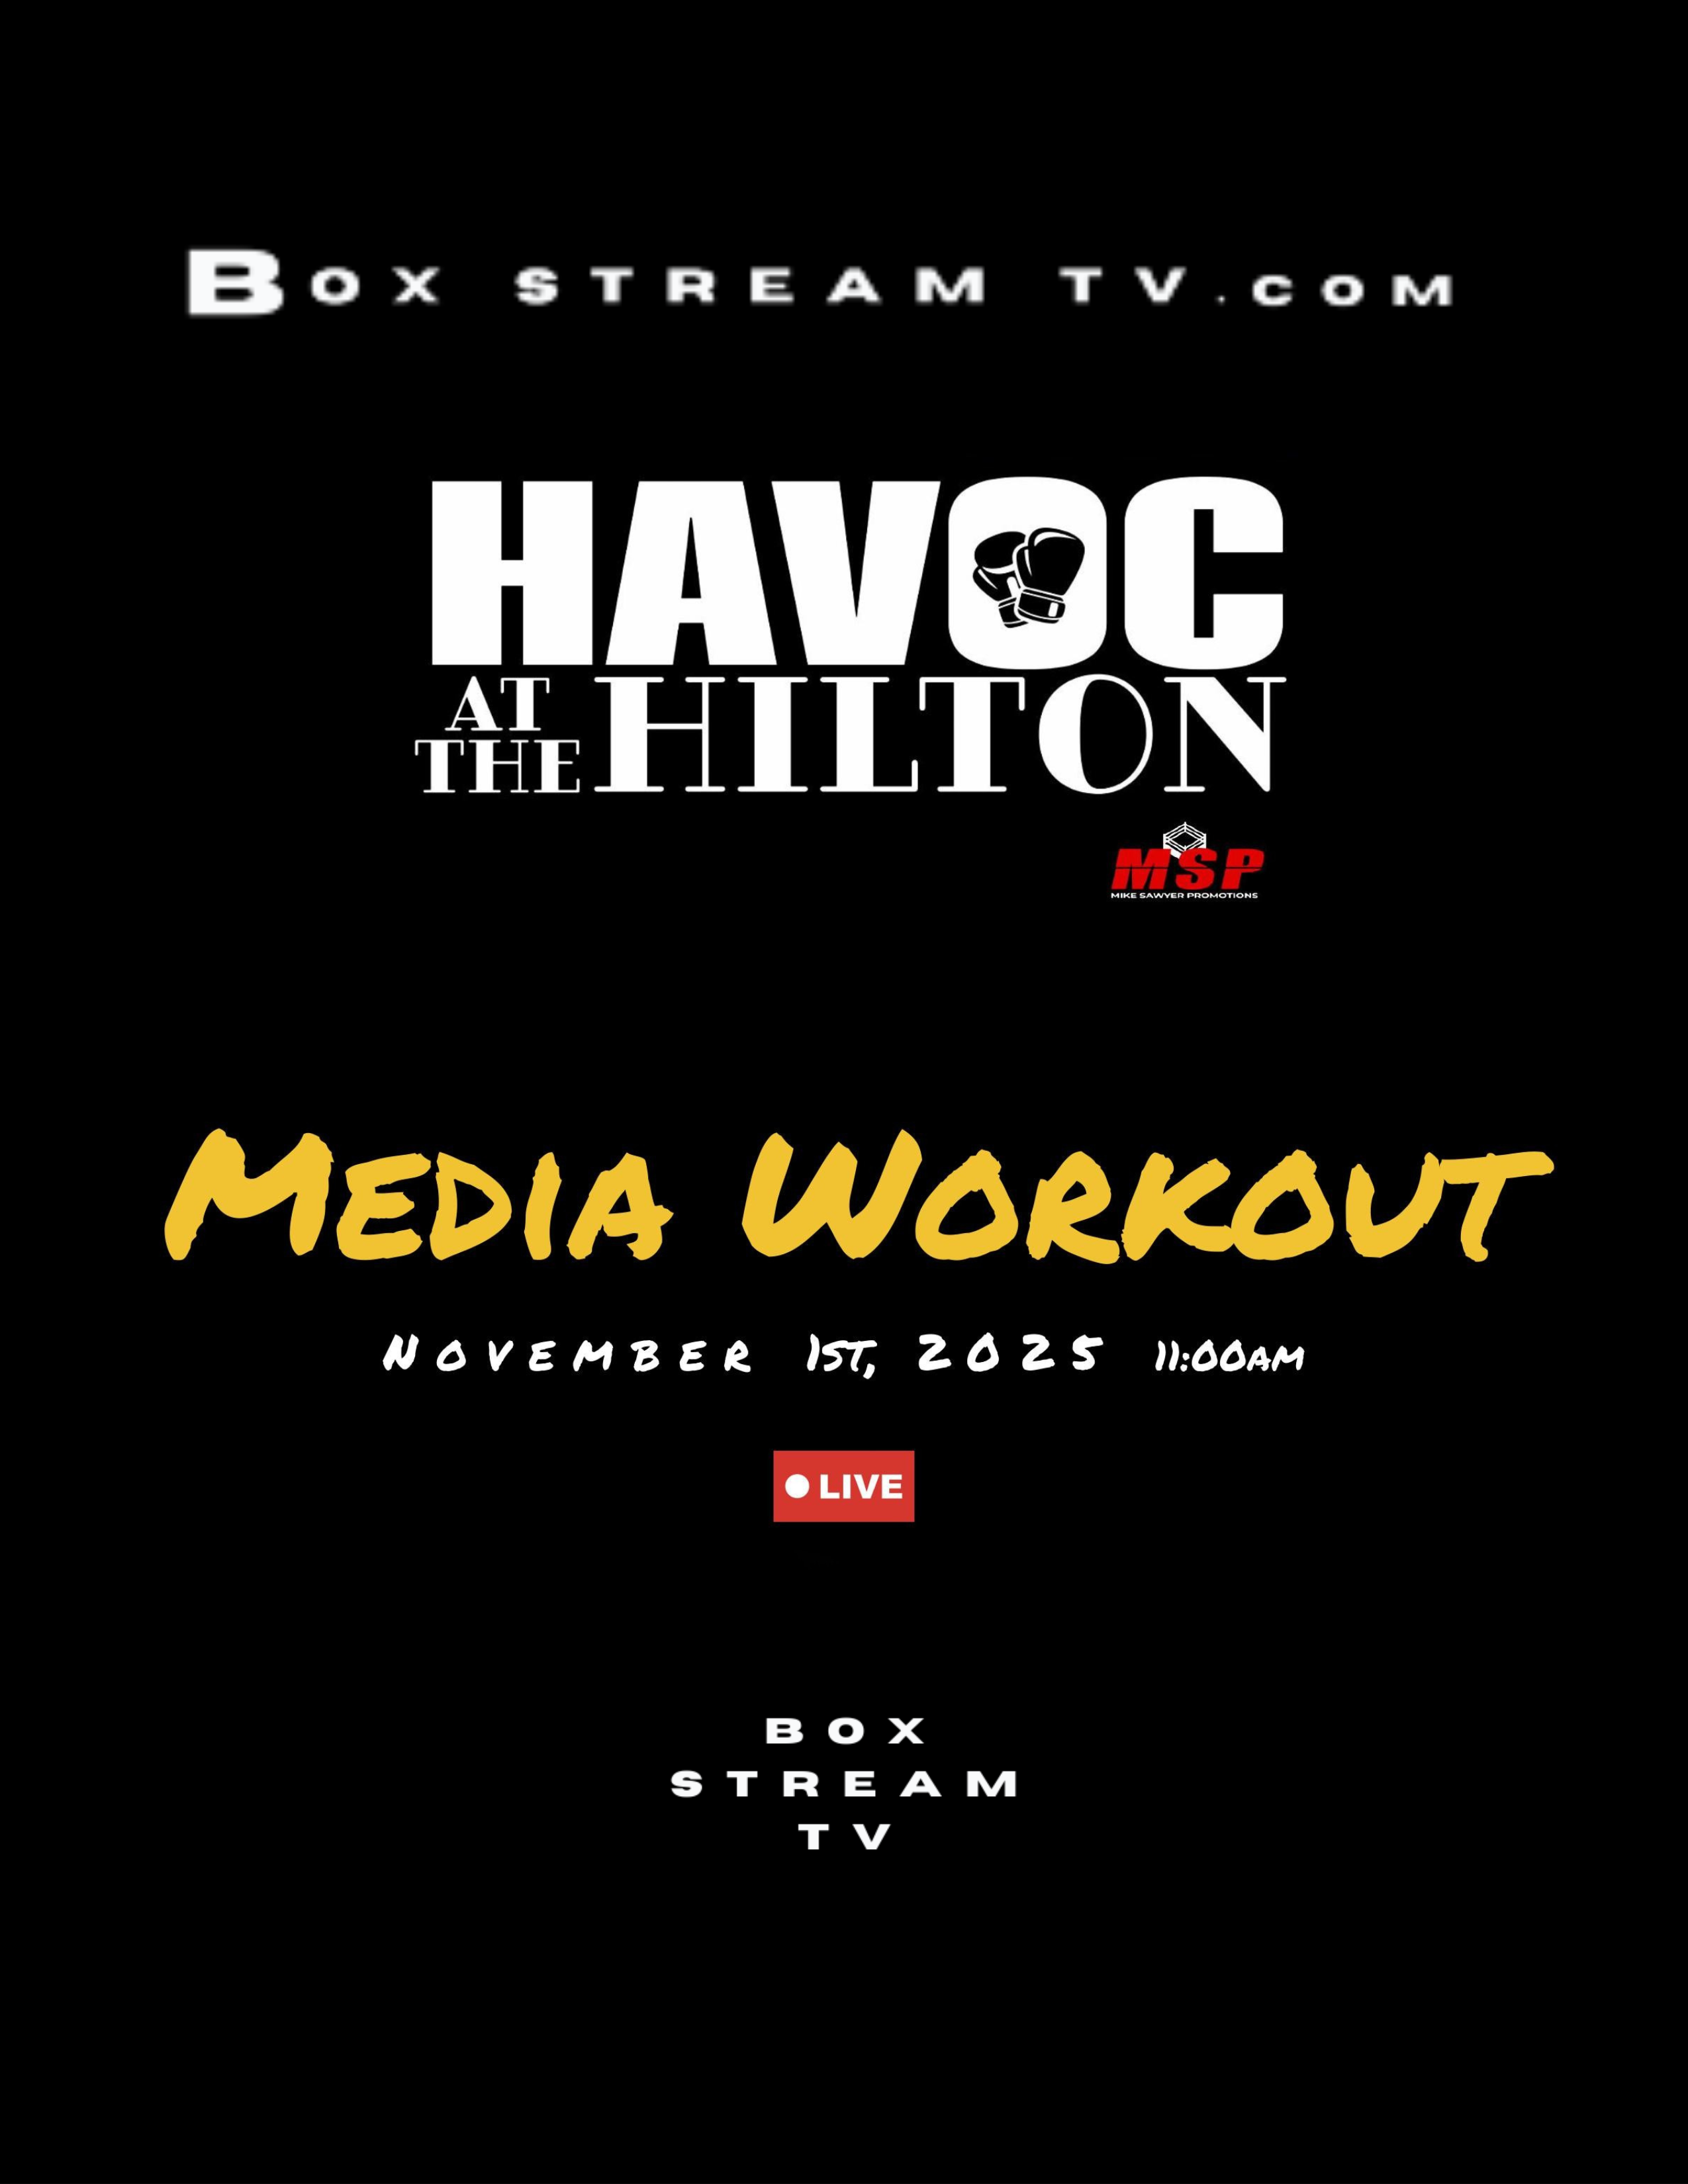 BOX STREAM TV.COM
HAVOC
AT THE HILTON
MSP
MIKE SAWYER PROMOTIONS
MEDIA WORKOUT
NOVEMBER 1ST, 2025 11:00AM
LIVE
BOX
STREAM
TV